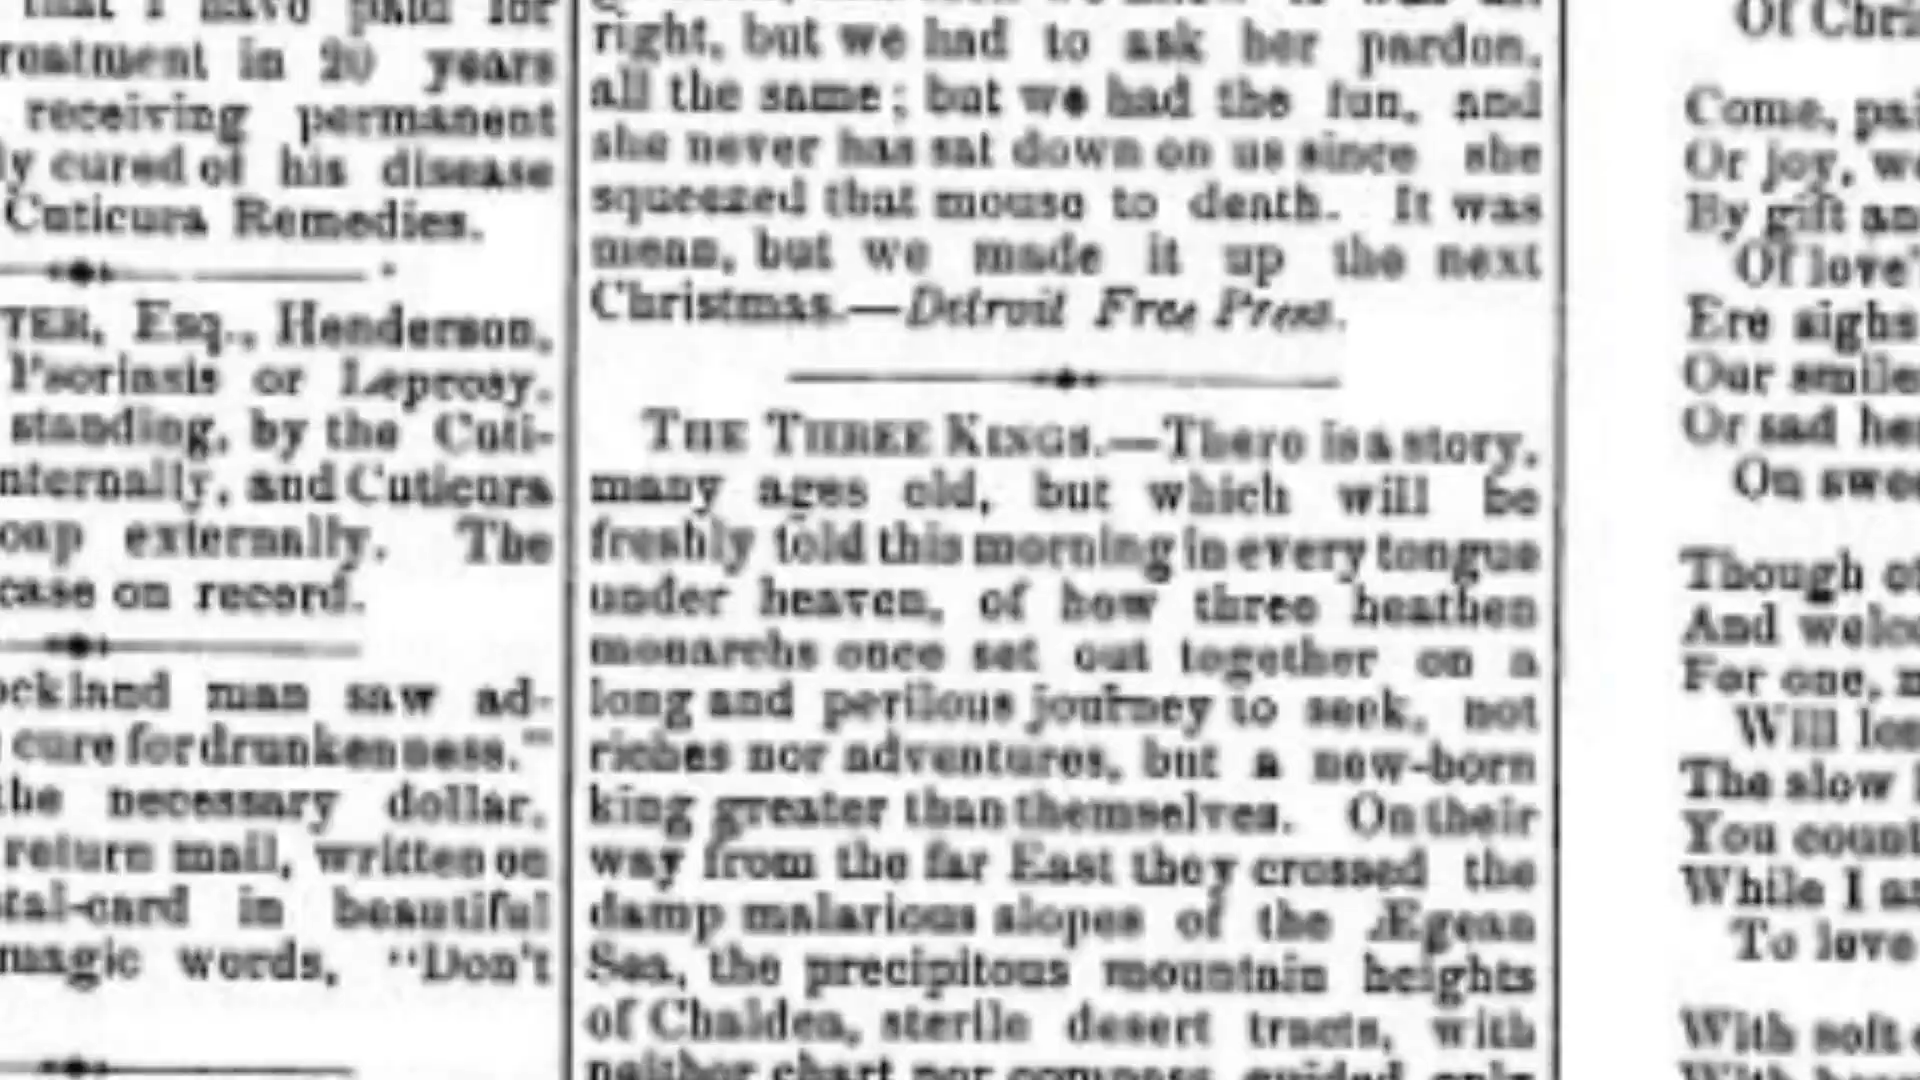 that I have paid for
reatment in 20 years
receiving permanent
ly cured of his disease
Cuticura Remedies.
TER, Esq., Henderson,
Psoriasis or Leprosy,
standing, by the Cuti-
nternally, and Cuticura
oap externally. The
case on record.
ockland man saw ad-
cure for drunkenness."
the necessary dollar,
return mail, written on
tal-card in beautiful
magic words, "Don't
right, but we had to ask her pardon,
all the same; but we had the fun, and
she never has sat down on us since she
squeezed that mouse to death. It was
mean, but we made it up the next
Christmas.—Detroit Free Press.
THE THREE KINGS.—There is a story,
many ages old, but which will be
freshly told this morning in every tongue
under heaven, of how three heathen
monarchs once set out together on a
long and perilous journey to seek, not
riches nor adventures, but a new-born
king greater than themselves. On their
way from the far East they crossed the
damp malarious slopes of the Ægean
Sea, the precipitous mountain heights
of Chaldea, sterile desert tracts, with
neither chart nor compass, guided only
Of Chri
Come, pai
Or joy, we
By gift an
Of love'
Ere sighs
Our smile
Or sad hea
On swee
Though of
And welco
For one, m
Will lon
The slow
You count
While I am
To love
With soft